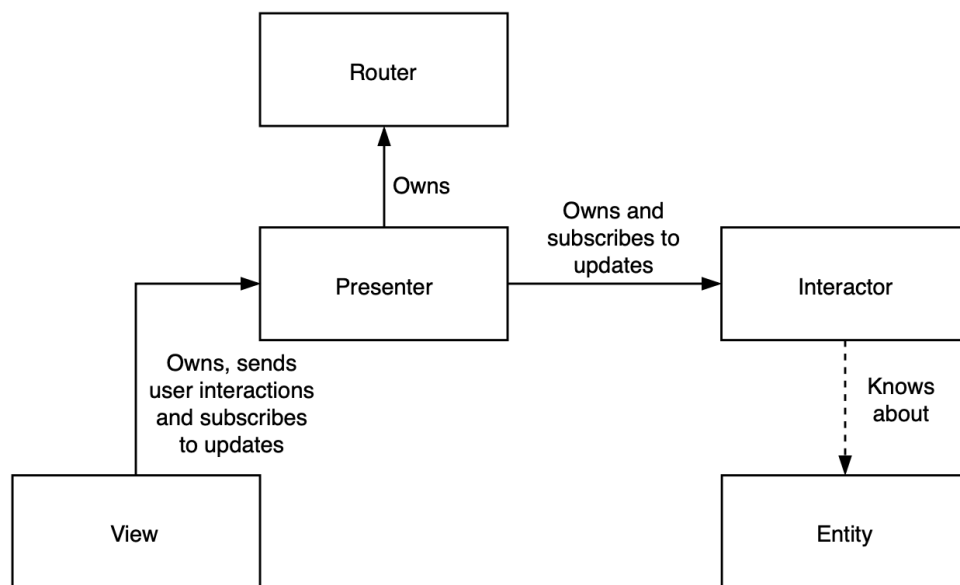 Router
Owns
Owns and
subscribes to
updates
Presenter
Interactor
Owns, sends
user interactions
and subscribes
to updates
Knows
about
View
Entity